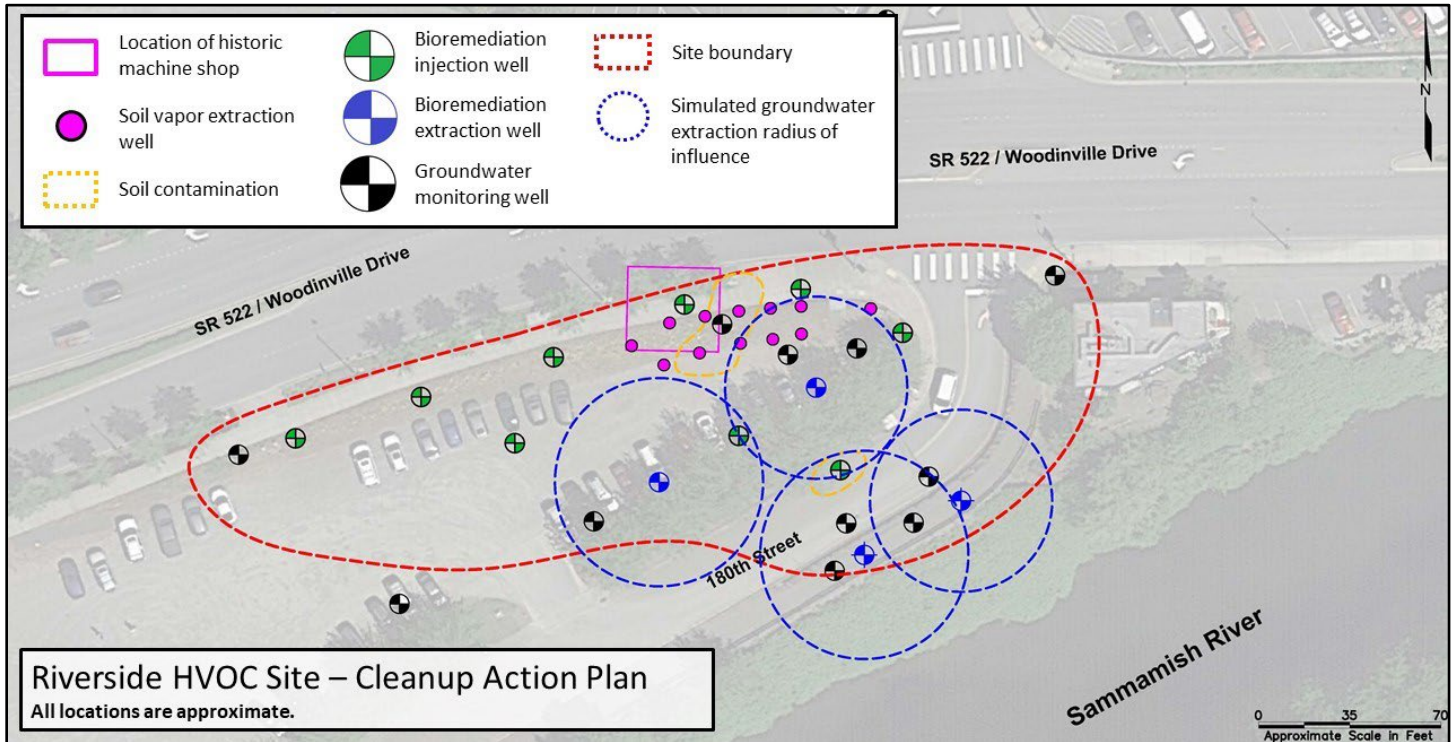 Location of historic
machine shop
Soil vapor extraction
well
Soil contamination
Bioremediation
injection well
Bioremediation
extraction well
Groundwater
monitoring well
Site boundary
Simulated groundwater
extraction radius of
influence
N
SR 522 / Woodinville Drive
SR 522 / Woodinville Drive
180th Street
Sammamish River
Riverside HVOC Site – Cleanup Action Plan
All locations are approximate.
0 35 70
Approximate Scale in Feet